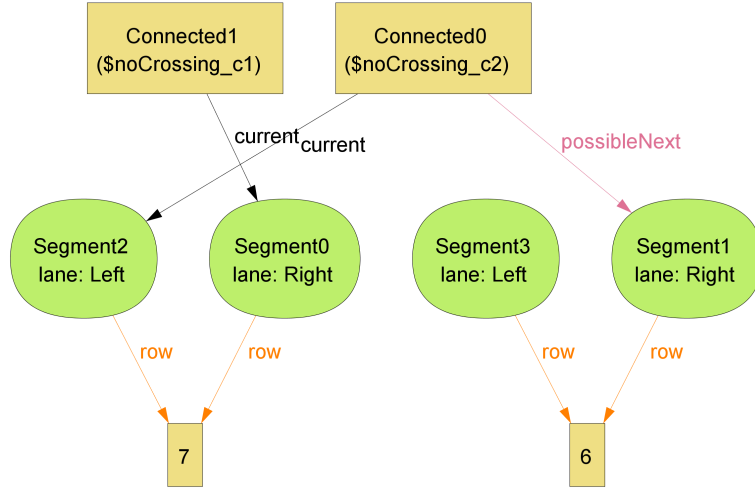 Connected1
($noCrossing_c1)
Connected0
($noCrossing_c2)
current
current
possibleNext
Segment2
lane: Left
Segment0
lane: Right
Segment3
lane: Left
Segment1
lane: Right
row
row
row
row
7
6